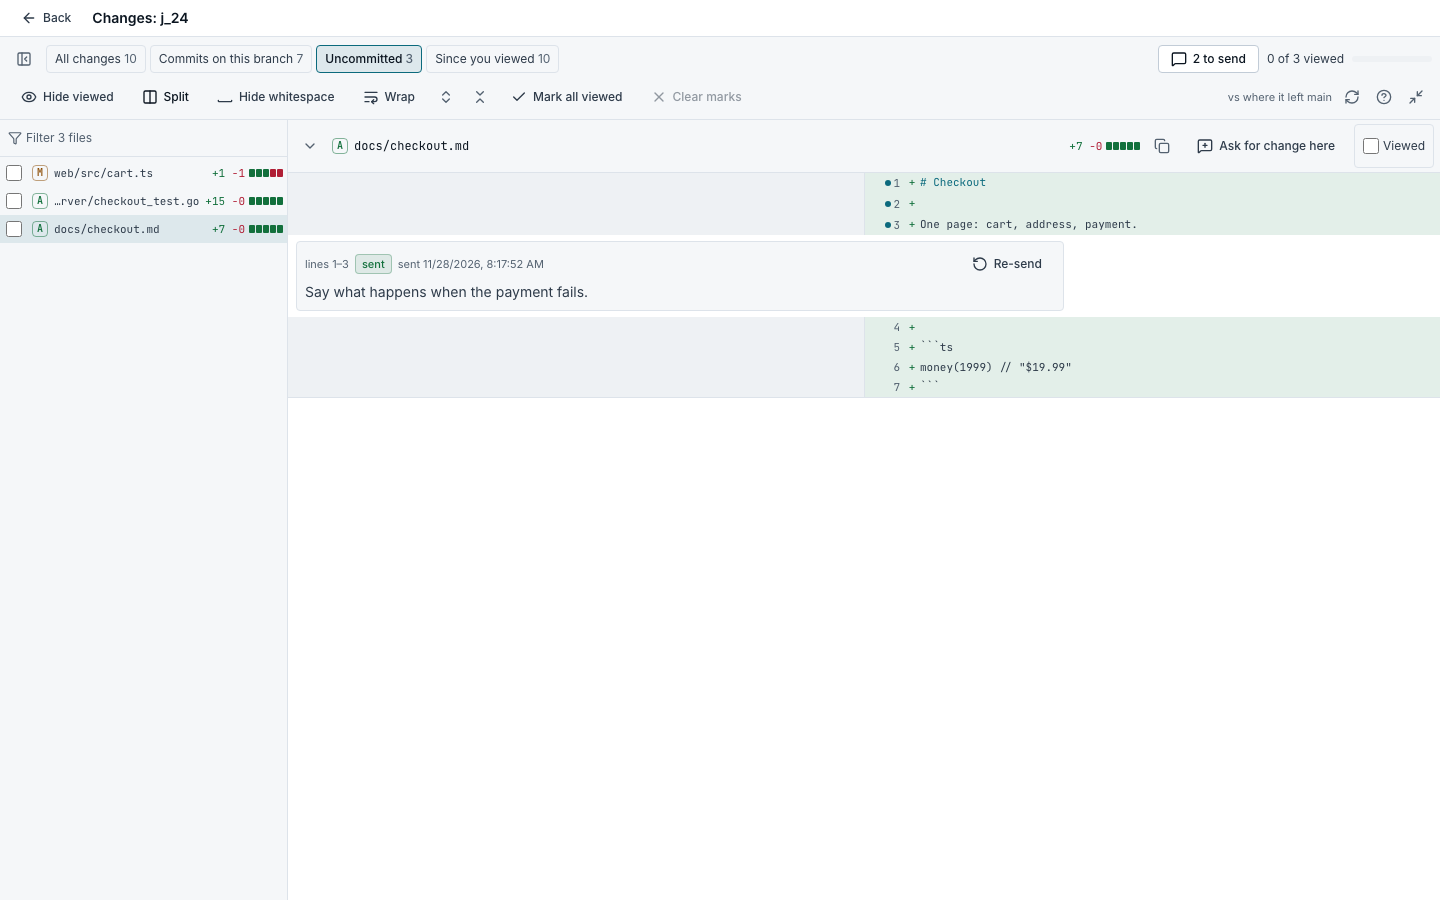 Back Changes: j_24
All changes 10 Commits on this branch 7 Uncommitted 3 Since you viewed 10 2 to send 0 of 3 viewed
Hide viewed Split Hide whitespace Wrap Mark all viewed Clear marks vs where it left main
Filter 3 files
M web/src/cart.ts +1 -1
A …rver/checkout_test.go +15 -0
A docs/checkout.md +7 -0
A docs/checkout.md +7 -0 Ask for change here Viewed
1 + # Checkout
2 +
3 + One page: cart, address, payment.
lines 1–3 sent sent 11/28/2026, 8:17:52 AM Re-send
Say what happens when the payment fails.
4 +
5 + ```ts
6 + money(1999) // "$19.99"
7 + ```